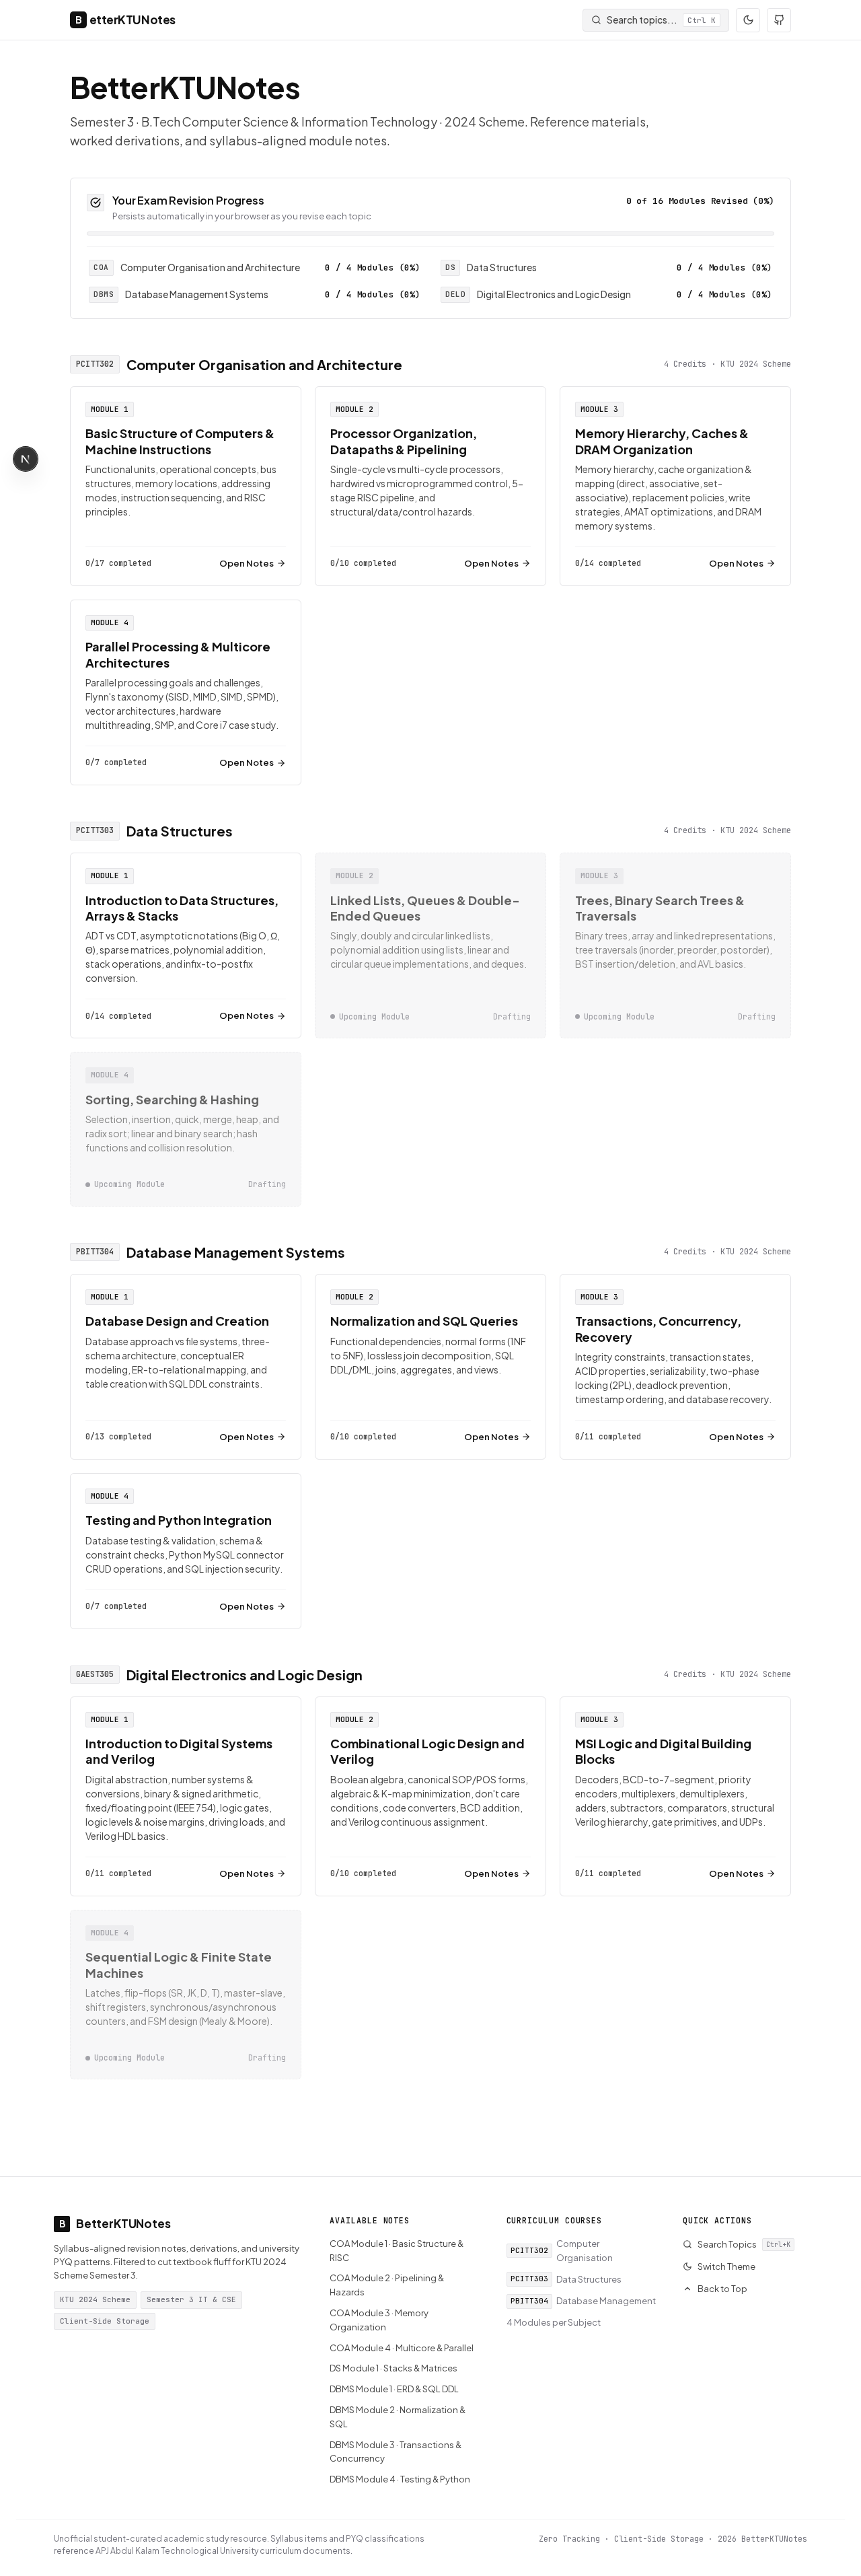 B etterKTUNotes
Search topics... Ctrl K
BetterKTUNotes
Semester 3 · B.Tech Computer Science & Information Technology · 2024 Scheme. Reference materials,
worked derivations, and syllabus-aligned module notes.
Your Exam Revision Progress
0 of 16 Modules Revised (0%)
Persists automatically in your browser as you revise each topic
COA Computer Organisation and Architecture 0 / 4 Modules (0%)
DS Data Structures 0 / 4 Modules (0%)
DBMS Database Management Systems 0 / 4 Modules (0%)
DELD Digital Electronics and Logic Design 0 / 4 Modules (0%)
PCITT302 Computer Organisation and Architecture 4 Credits · KTU 2024 Scheme
MODULE 1
Basic Structure of Computers &
Machine Instructions
Functional units, operational concepts, bus
structures, memory locations, addressing
modes, instruction sequencing, and RISC
principles.
0/17 completed Open Notes →
MODULE 2
Processor Organization,
Datapaths & Pipelining
Single-cycle vs multi-cycle processors,
hardwired vs microprogrammed control, 5-
stage RISC pipeline, and
structural/data/control hazards.
0/10 completed Open Notes →
MODULE 3
Memory Hierarchy, Caches &
DRAM Organization
Memory hierarchy, cache organization &
mapping (direct, associative, set-
associative), replacement policies, write
strategies, AMAT optimizations, and DRAM
memory systems.
0/14 completed Open Notes →
N
MODULE 4
Parallel Processing & Multicore
Architectures
Parallel processing goals and challenges,
Flynn's taxonomy (SISD, MIMD, SIMD, SPMD),
vector architectures, hardware
multithreading, SMP, and Core i7 case study.
0/7 completed Open Notes →
PCITT303 Data Structures 4 Credits · KTU 2024 Scheme
MODULE 1
Introduction to Data Structures,
Arrays & Stacks
ADT vs CDT, asymptotic notations (Big O, Ω,
Θ), sparse matrices, polynomial addition,
stack operations, and infix-to-postfix
conversion.
0/14 completed Open Notes →
MODULE 2
Linked Lists, Queues & Double-
Ended Queues
Singly, doubly and circular linked lists,
polynomial addition using lists, linear and
circular queue implementations, and deques.
Upcoming Module Drafting
MODULE 3
Trees, Binary Search Trees &
Traversals
Binary trees, array and linked representations,
tree traversals (inorder, preorder, postorder),
BST insertion/deletion, and AVL basics.
Upcoming Module Drafting
MODULE 4
Sorting, Searching & Hashing
Selection, insertion, quick, merge, heap, and
radix sort; linear and binary search; hash
functions and collision resolution.
Upcoming Module Drafting
PBITT304 Database Management Systems 4 Credits · KTU 2024 Scheme
MODULE 1
Database Design and Creation
Database approach vs file systems, three-
schema architecture, conceptual ER
modeling, ER-to-relational mapping, and
table creation with SQL DDL constraints.
0/13 completed Open Notes →
MODULE 2
Normalization and SQL Queries
Functional dependencies, normal forms (1NF
to 5NF), lossless join decomposition, SQL
DDL/DML, joins, aggregates, and views.
0/10 completed Open Notes →
MODULE 3
Transactions, Concurrency,
Recovery
Integrity constraints, transaction states,
ACID properties, serializability, two-phase
locking (2PL), deadlock prevention,
timestamp ordering, and database recovery.
0/11 completed Open Notes →
MODULE 4
Testing and Python Integration
Database testing & validation, schema &
constraint checks, Python MySQL connector
CRUD operations, and SQL injection security.
0/7 completed Open Notes →
GAEST305 Digital Electronics and Logic Design 4 Credits · KTU 2024 Scheme
MODULE 1
Introduction to Digital Systems
and Verilog
Digital abstraction, number systems &
conversions, binary & signed arithmetic,
fixed/floating point (IEEE 754), logic gates,
logic levels & noise margins, driving loads, and
Verilog HDL basics.
0/11 completed Open Notes →
MODULE 2
Combinational Logic Design and
Verilog
Boolean algebra, canonical SOP/POS forms,
algebraic & K-map minimization, don't care
conditions, code converters, BCD addition,
and Verilog continuous assignment.
0/10 completed Open Notes →
MODULE 3
MSI Logic and Digital Building
Blocks
Decoders, BCD-to-7-segment, priority
encoders, multiplexers, demultiplexers,
adders, subtractors, comparators, structural
Verilog hierarchy, gate primitives, and UDPs.
0/11 completed Open Notes →
MODULE 4
Sequential Logic & Finite State
Machines
Latches, flip-flops (SR, JK, D, T), master-slave,
shift registers, synchronous/asynchronous
counters, and FSM design (Mealy & Moore).
Upcoming Module Drafting
B BetterKTUNotes
Syllabus-aligned revision notes, derivations, and university
PYQ patterns. Filtered to cut textbook fluff for KTU 2024
Scheme Semester 3.
KTU 2024 Scheme Semester 3 IT & CSE
Client-Side Storage
AVAILABLE NOTES
COA Module 1 · Basic Structure &
RISC
COA Module 2 · Pipelining &
Hazards
COA Module 3 · Memory
Organization
COA Module 4 · Multicore & Parallel
DS Module 1 · Stacks & Matrices
DBMS Module 1 · ERD & SQL DDL
DBMS Module 2 · Normalization &
SQL
DBMS Module 3 · Transactions &
Concurrency
DBMS Module 4 · Testing & Python
CURRICULUM COURSES
PCITT302 Computer
Organisation
PCITT303 Data Structures
PBITT304 Database Management
4 Modules per Subject
QUICK ACTIONS
Search Topics Ctrl+K
Switch Theme
Back to Top
Unofficial student-curated academic study resource. Syllabus items and PYQ classifications
reference APJ Abdul Kalam Technological University curriculum documents.
Zero Tracking · Client-Side Storage · 2026 BetterKTUNotes